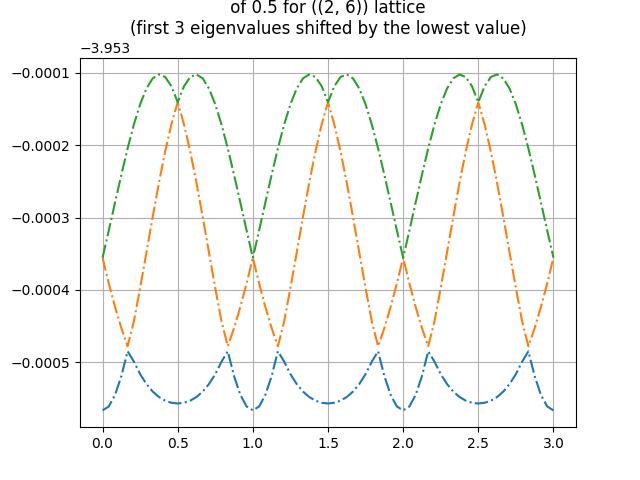 of 0.5 for ((2, 6)) lattice
(first 3 eigenvalues shifted by the lowest value)
−3.953
−0.0001
−0.0002
−0.0003
−0.0004
−0.0005
0.0 0.5 1.0 1.5 2.0 2.5 3.0